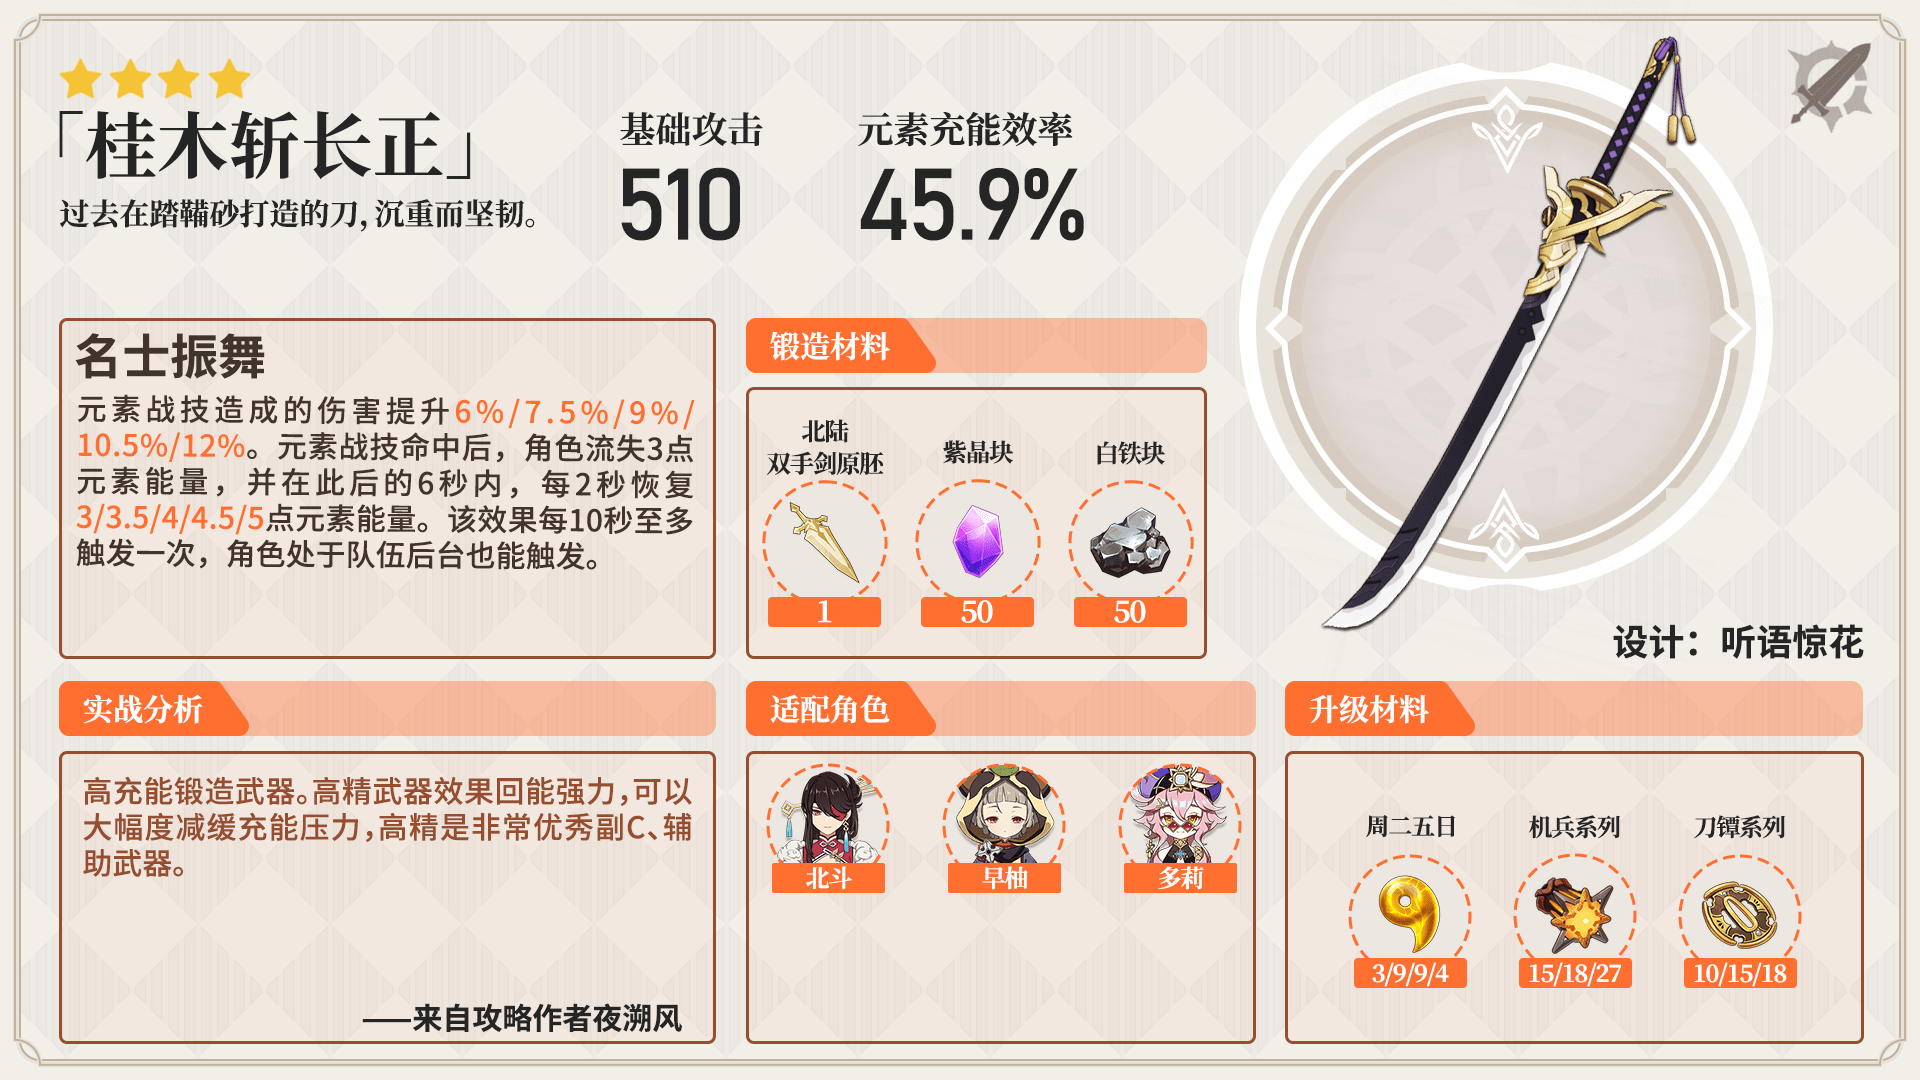 「桂木斩长正」
过去在踏鞴砂打造的刀，沉重而坚韧。
基础攻击
510
元素充能效率
45.9%
名士振舞
元素战技造成的伤害提升6%/7.5%/9%/
10.5%/12%。元素战技命中后，角色流失3点
元素能量，并在此后的6秒内，每2秒恢复
3/3.5/4/4.5/5点元素能量。该效果每10秒至多
触发一次，角色处于队伍后台也能触发。
锻造材料
北陆
双手剑原胚
紫晶块
白铁块
1
50
50
设计：听语惊花
实战分析
高充能锻造武器。高精武器效果回能强力，可以
大幅度减缓充能压力，高精是非常优秀副C、辅
助武器。
——来自攻略作者夜溯风
适配角色
北斗
早柚
多莉
升级材料
周二五日
机兵系列
刀镡系列
3/9/9/4
15/18/27
10/15/18